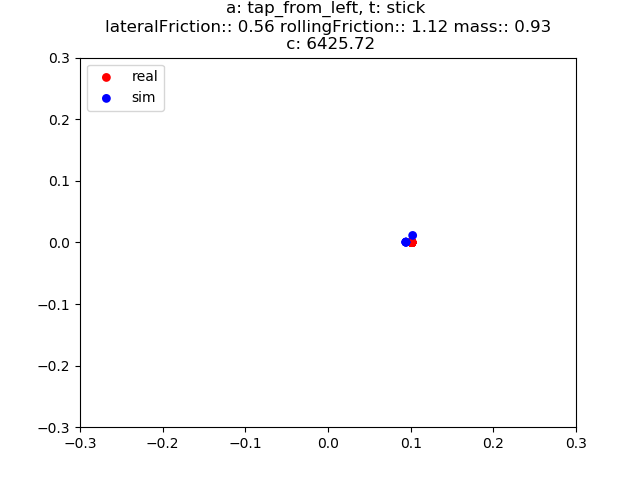 a: tap_from_left, t: stick
lateralFriction:: 0.56 rollingFriction:: 1.12 mass:: 0.93
c: 6425.72
real
sim
0.3
0.2
0.1
0.0
−0.1
−0.2
−0.3
−0.3 −0.2 −0.1 0.0 0.1 0.2 0.3